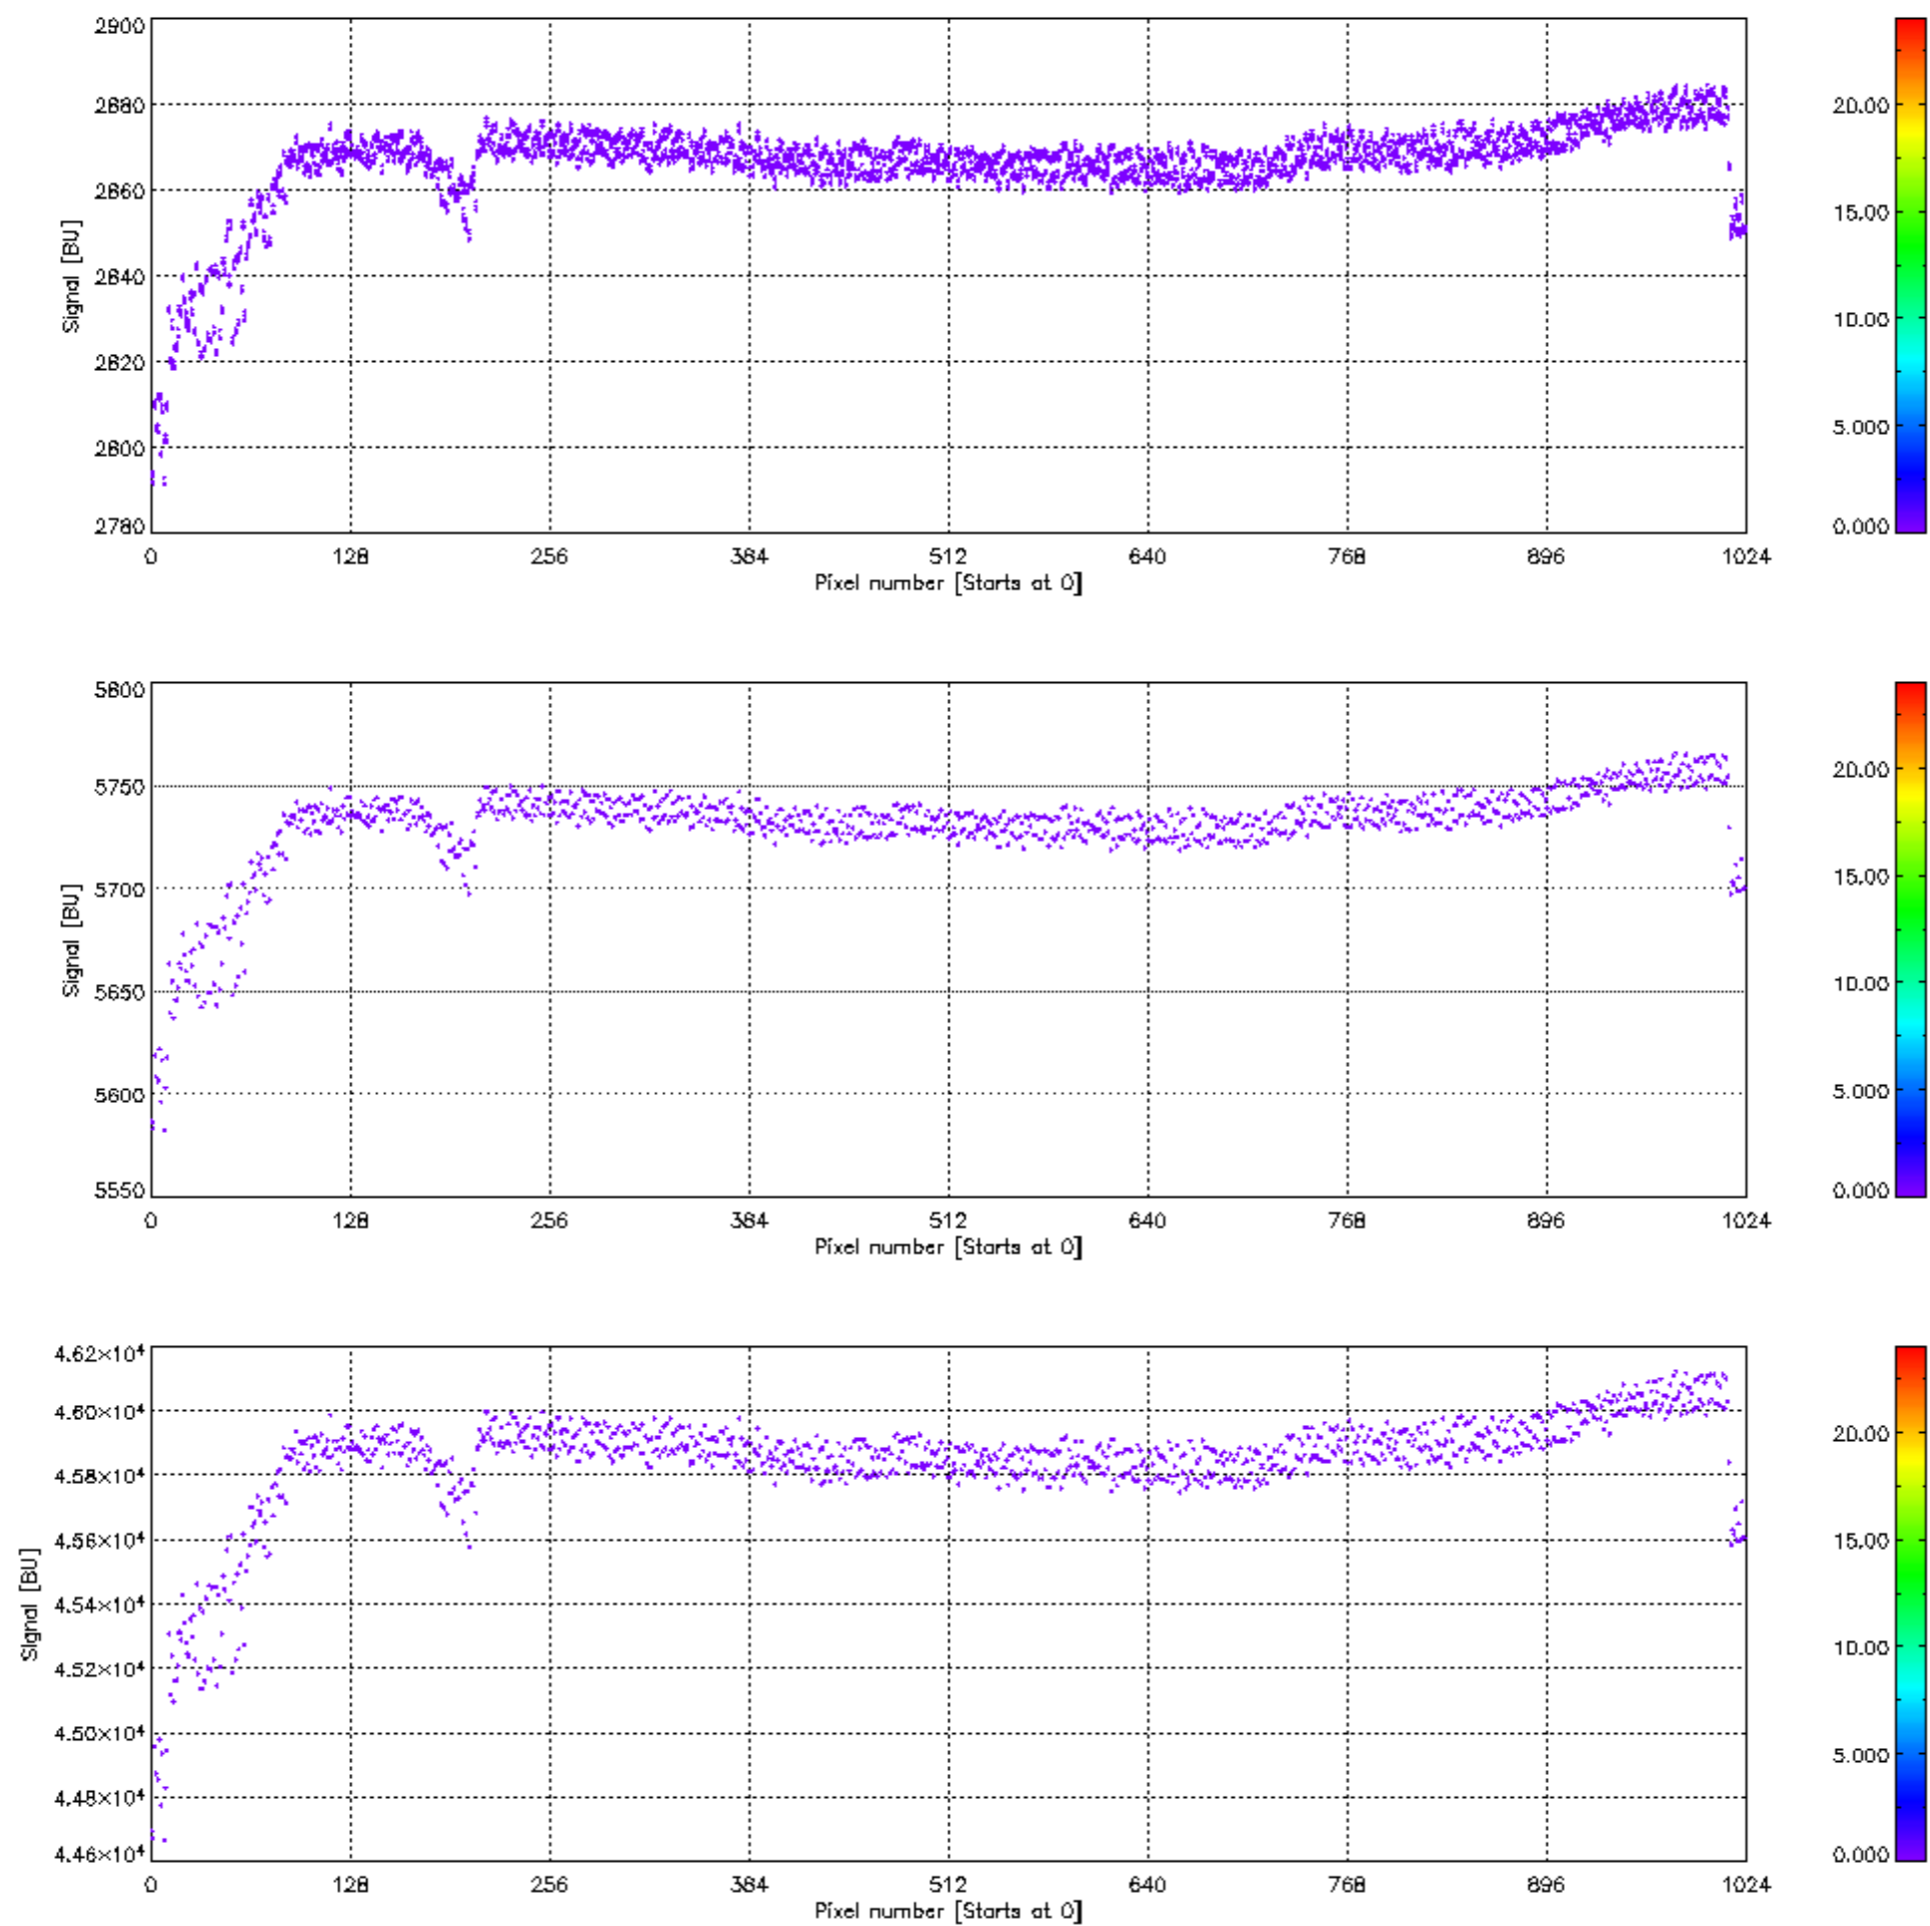 2900
2880 20.00
2860
15.00
2840
10.00
2820
2800 5.000
2780 0.000
Signal [BU]
0 128 256 384 512 640 768 896 1024
Pixel number [Starts at 0]
5800
5750 20.00
5700 15.00
5650 10.00
5600 5.000
5550 0.000
Signal [BU]
0 128 256 384 512 640 768 896 1024
Pixel number [Starts at 0]
4.62×10⁴
4.60×10⁴
20.00
4.58×10⁴
4.56×10⁴ 15.00
4.54×10⁴
4.52×10⁴ 10.00
4.50×10⁴
5.000
4.48×10⁴
4.46×10⁴ 0.000
Signal [BU]
0 128 256 384 512 640 768 896 1024
Pixel number [Starts at 0]